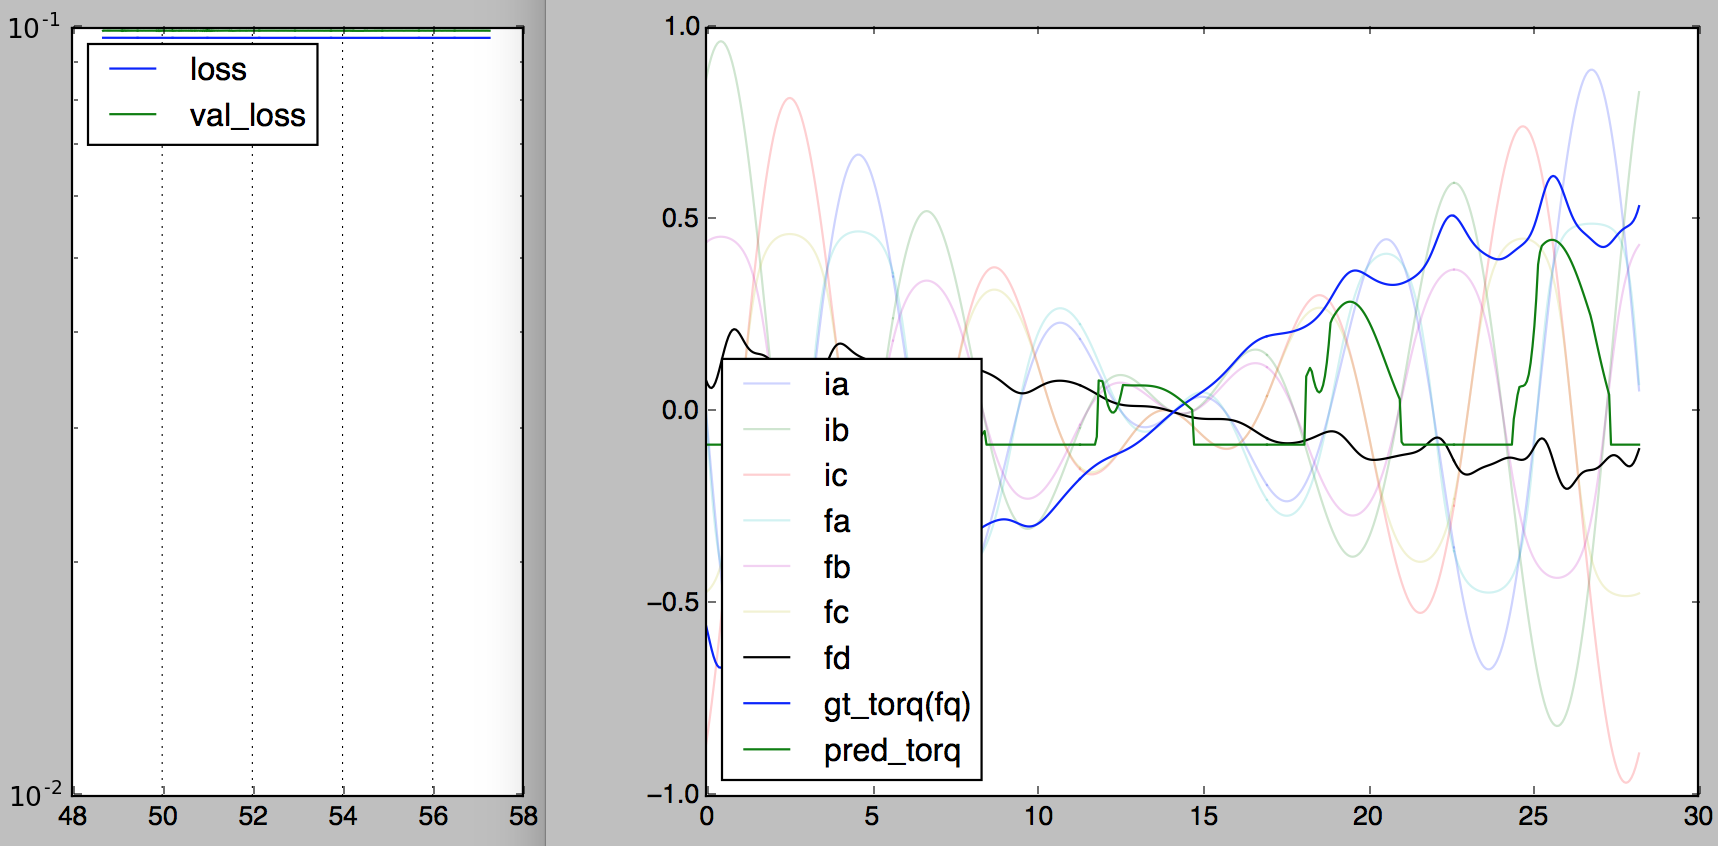 10^-1
loss
val_loss
10^-2
48 50 52 54 56 58
1.0
0.5
0.0
−0.5
−1.0
ia
ib
ic
fa
fb
fc
fd
gt_torq(fq)
pred_torq
0 5 10 15 20 25 30